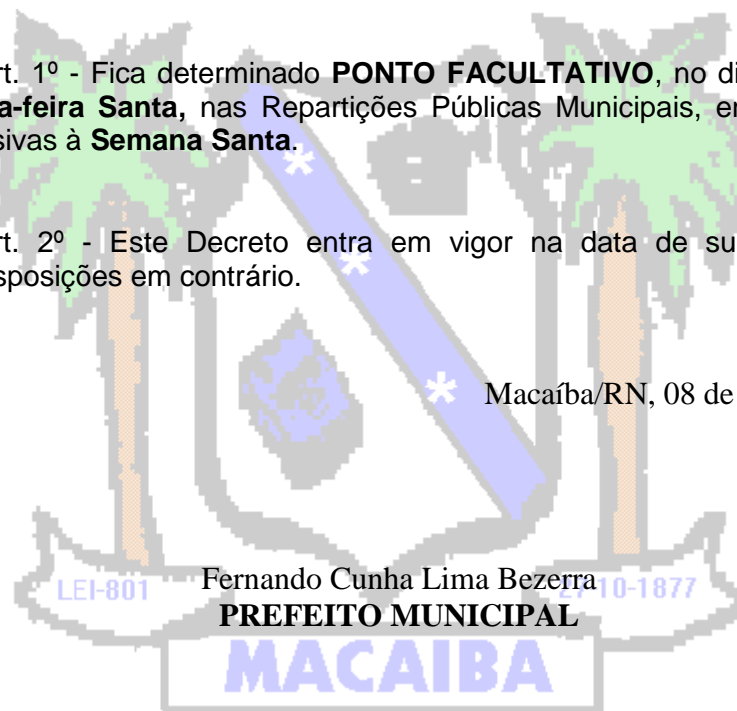 rt. 1º - Fica determinado PONTO FACULTATIVO, no di
a-feira Santa, nas Repartições Públicas Municipais, e
sivas à Semana Santa.
rt. 2º - Este Decreto entra em vigor na data de su
sposições em contrário.
Macaíba/RN, 08 de
Fernando Cunha Lima Bezerra
PREFEITO MUNICIPAL
LEI-801
27-10-1877
MACAIBA